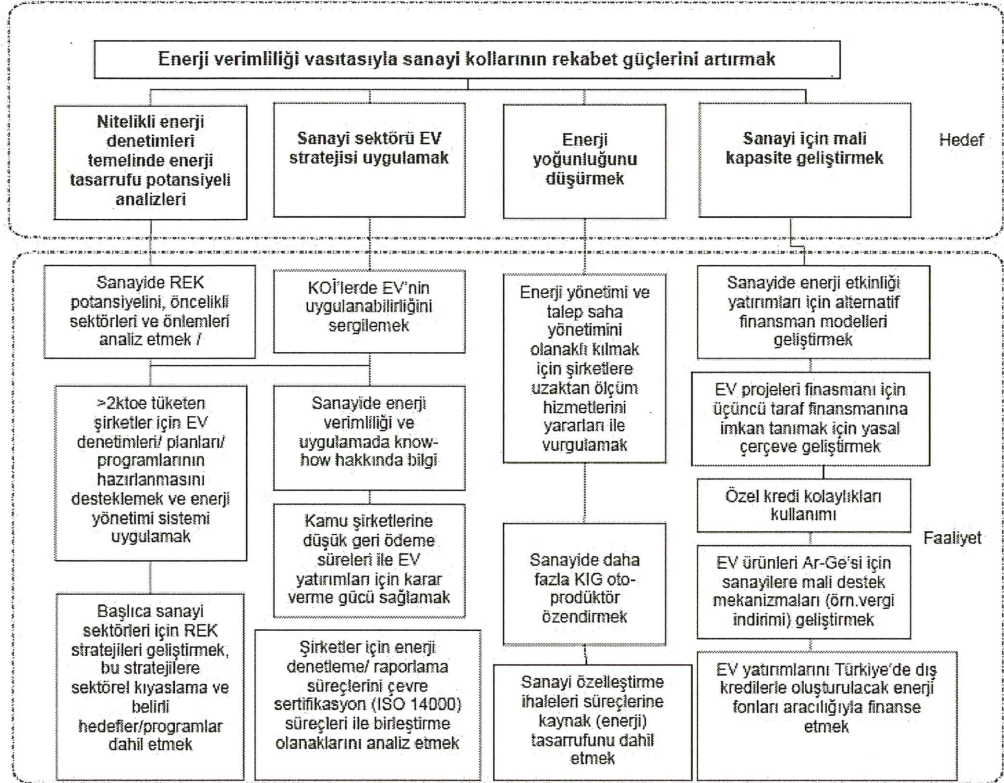 Enerji verimliliği vasıtasıyla sanayi kollarının rekabet güçlerini artırmak
Nitelikli enerji
denetimleri
temelinde enerji
tasarrufu potansiyeli
analizleri
Sanayi sektörü EV
stratejisi uygulamak
Enerji
yoğunluğunu
düşürmek
Sanayi için mali
kapasite geliştirmek
Hedef
Sanayide REK
potansiyelini, öncelikli
sektörleri ve önlemleri
analiz etmek /
>2ktoe tüketen
şirketler için EV
denetimleri/ planları/
programlarının
hazırlanmasını
desteklemek ve enerji
yönetimi sistemi
uygulamak
Başlıca sanayi
sektörleri için REK
stratejileri geliştirmek,
bu stratejilere
sektörel kıyaslama ve
belirli
hedefler/programlar
dahil etmek
KOİ'lerde EV'nin
uygulanabilirliğini
sergilemek
Sanayide enerji
verimliliği ve
uygulamada know-
how hakkında bilgi
Kamu şirketlerine
düşük geri ödeme
süreleri ile EV
yatırımları için karar
verme gücü sağlamak
Şirketler için enerji
denetleme/ raporlama
süreçlerini çevre
sertifikasyon (ISO 14000)
süreçleri ile birleştirme
olanaklarını analiz etmek
Enerji yönetimi ve
talep saha
yönetimini
olanaklı kılmak
için şirketlere
uzaktan ölçüm
hizmetlerini
yararları ile
vurgulamak
Sanayide daha
fazla KIG oto-
prodüktör
özendirmek
Sanayi özelleştirme
ihaleleri süreçlerine
kaynak (enerji)
tasarrufunu dahil
etmek
Sanayide enerji etkinliği
yatırımları için alternatif
finansman modelleri
geliştirmek
EV projeleri finasmanı için
üçüncü taraf finansmanına
imkan tanımak için yasal
çerçeve geliştirmek
Özel kredi kolaylıkları
kullanımı
EV ürünleri Ar-Ge'si için
sanayilere mali destek
mekanizmaları (örn.vergi
indirimi) geliştirmek
EV yatırımlarını Türkiye'de dış
kredilerle oluşturulacak enerji
fonları aracılığıyla finanse
etmek
Faaliyet